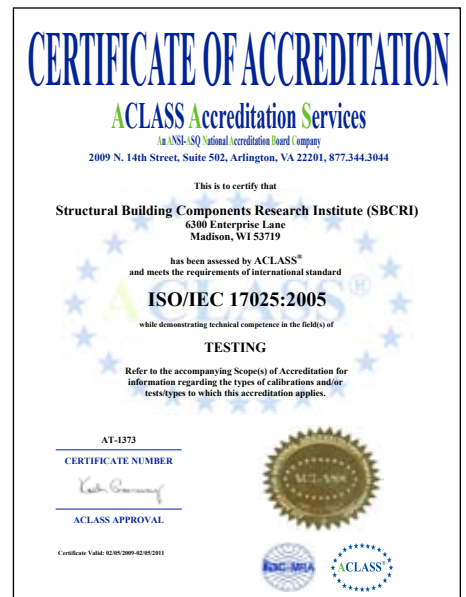 CERTIFICATE OF ACCREDITATION
ACLASS Accreditation Services
An ANSI-ASQ National Accreditation Board Company
2009 N. 14th Street, Suite 502, Arlington, VA 22201, 877.344.3044
This is to certify that
Structural Building Components Research Institute (SBCRI)
6300 Enterprise Lane
Madison, WI 53719
has been assessed by ACLASS®
and meets the requirements of international standard
ACLASS®
ISO/IEC 17025:2005
while demonstrating technical competence in the field(s) of
TESTING
Refer to the accompanying Scope(s) of Accreditation for
information regarding the types of calibrations and/or
tests/types to which this accreditation applies.
AT-1373
CERTIFICATE NUMBER
ACLASS APPROVAL
Certificate Valid: 02/05/2009-02/05/2011
ACLASS
ilac-MRA
ACLASS